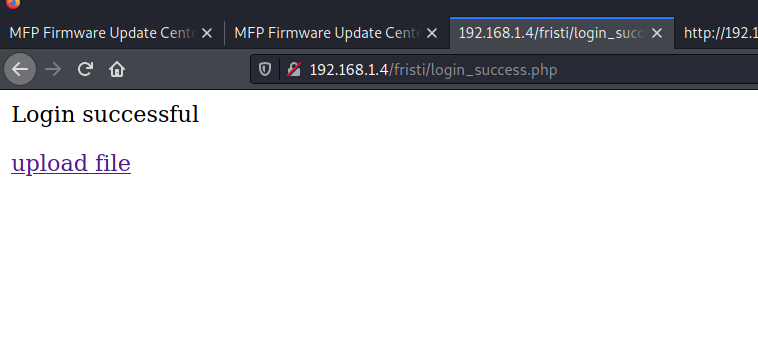 MFP Firmware Update Cente
MFP Firmware Update Cente
192.168.1.4/fristi/login_succ
http://192.1
192.168.1.4/fristi/login_success.php
Login successful
upload file